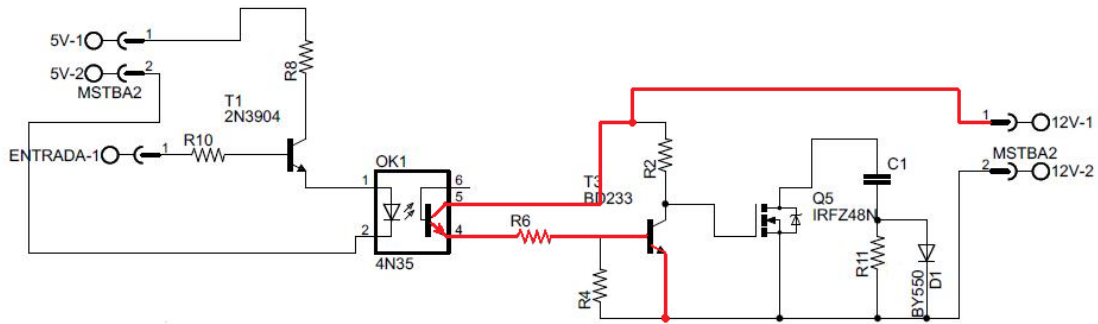 5V-1
1
5V-2
2
MSTBA2
R8
T1
2N3904
R10
ENTRADA-1
1
OK1
1
6
5
2
4
4N35
R6
R4
T3
BD233
R2
Q5
IRFZ48N
C1
R11
BY550
D1
1
12V-1
MSTBA2
2
12V-2